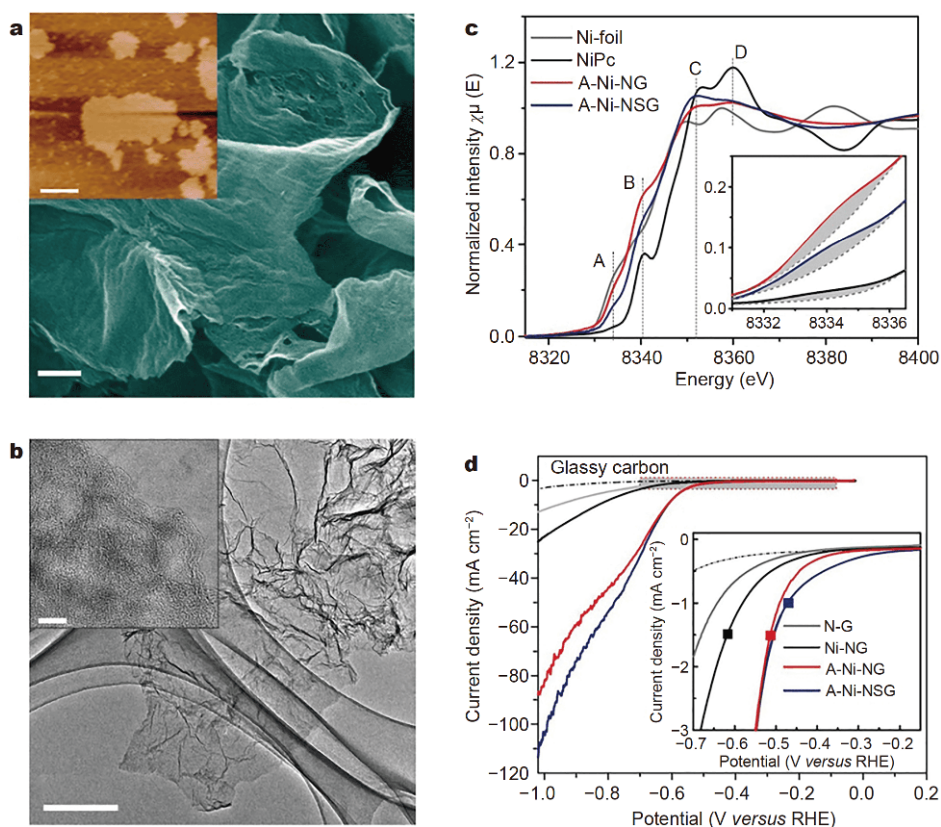 a
b
c
Ni-foil
NiPc
A-Ni-NG
A-Ni-NSG
A
B
C
D
Normalized intensity χμ (E)
1.2
0.8
0.4
0.0
8320
8340
8360
8380
8400
Energy (eV)
0.2
0.1
0.0
8332
8334
8336
d
Glassy carbon
Current density (mA cm⁻²)
0
−20
−40
−60
−80
−100
−120
−1.0
−0.8
−0.6
−0.4
−0.2
−0.0
0.2
Potential (V versus RHE)
Current density (mA cm⁻²)
0
−1
−2
−3
N-G
Ni-NG
A-Ni-NG
A-Ni-NSG
−0.7
−0.6
−0.5
−0.4
−0.3
−0.2
Potential (V versus RHE)